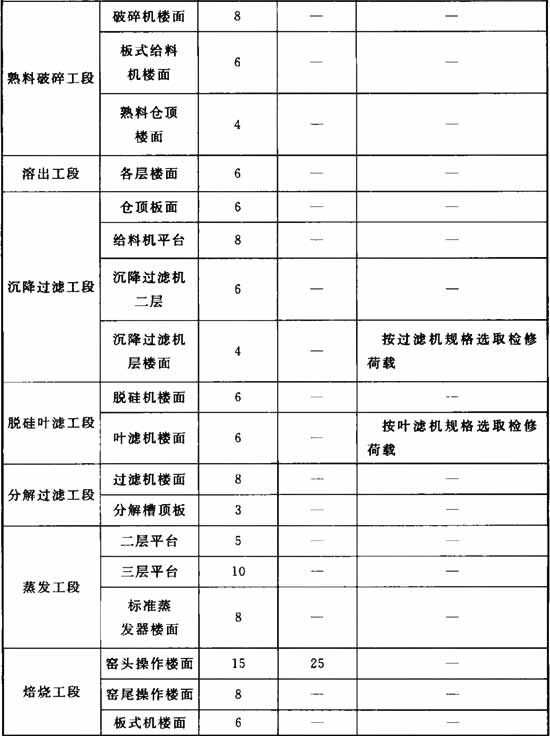 熟料破碎工段
破碎机楼面 8 — —
板式给料
机楼面 6 — —
熟料仓顶
楼面 4 — —
溶出工段 各层楼面 6 — —
沉降过滤工段
仓顶板面 6 — —
给料机平台 8 — —
沉降过滤机
二层 6 — —
沉降过滤机
层楼面 4 — 按过滤机规格选取检修
荷载
脱硅叶滤工段
脱硅机楼面 6 — --
叶滤机楼面 6 — 按叶滤机规格选取检修
荷载
分解过滤工段
过滤机楼面 8 — —
分解槽顶板 3 — —
蒸发工段
二层平台 5 — —
三层平台 10 — —
标准蒸
发器楼面 8 — —
焙烧工段
窑头操作楼面 15 25 —
窑尾操作楼面 8 — —
板式机楼面 6 — —